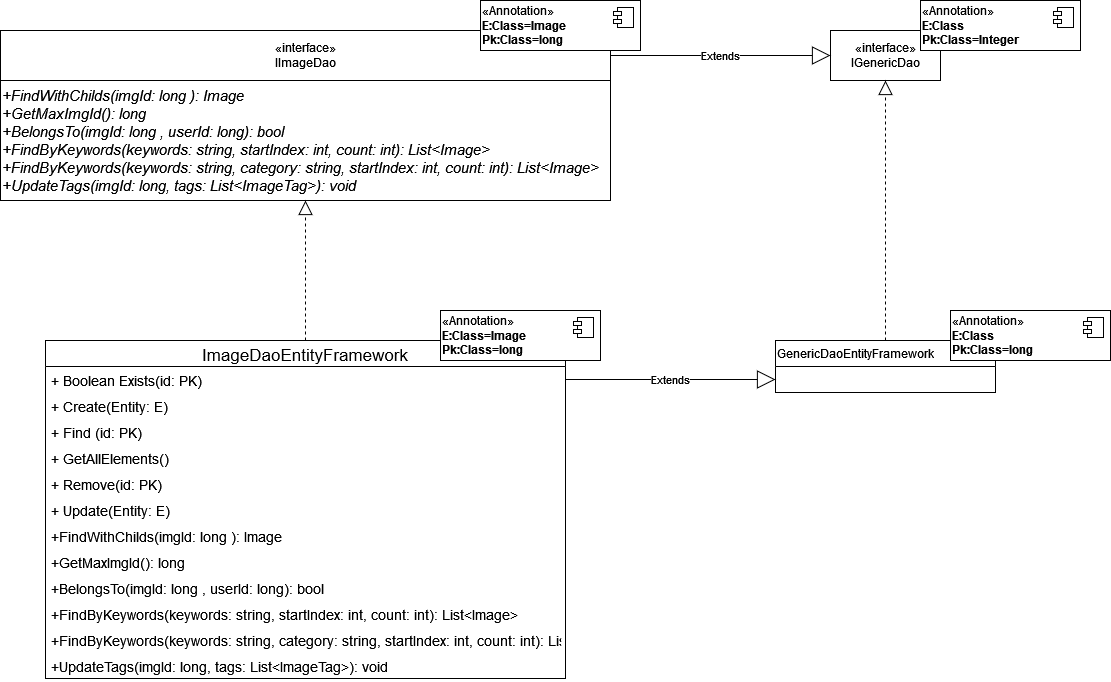 «Annotation»
E:Class=Image
Pk:Class=long
«interface»
IImageDao
+FindWithChilds(imgId: long ): Image
+GetMaxImgId(): long
+BelongsTo(imgId: long , userId: long): bool
+FindByKeywords(keywords: string, startIndex: int, count: int): List<Image>
+FindByKeywords(keywords: string, category: string, startIndex: int, count: int): List<Image>
+UpdateTags(imgId: long, tags: List<ImageTag>): void
Extends
«Annotation»
E:Class
Pk:Class=Integer
«interface»
IGenericDao
«Annotation»
E:Class=Image
Pk:Class=long
ImageDaoEntityFramework
+ Boolean Exists(id: PK)
+ Create(Entity: E)
+ Find (id: PK)
+ GetAllElements()
+ Remove(id: PK)
+ Update(Entity: E)
+FindWithChilds(imgId: long ): Image
+GetMaxImgId(): long
+BelongsTo(imgId: long , userId: long): bool
+FindByKeywords(keywords: string, startIndex: int, count: int): List<Image>
+FindByKeywords(keywords: string, category: string, startIndex: int, count: int): Lis
+UpdateTags(imgId: long, tags: List<ImageTag>): void
Extends
«Annotation»
E:Class
Pk:Class=long
GenericDaoEntityFramework